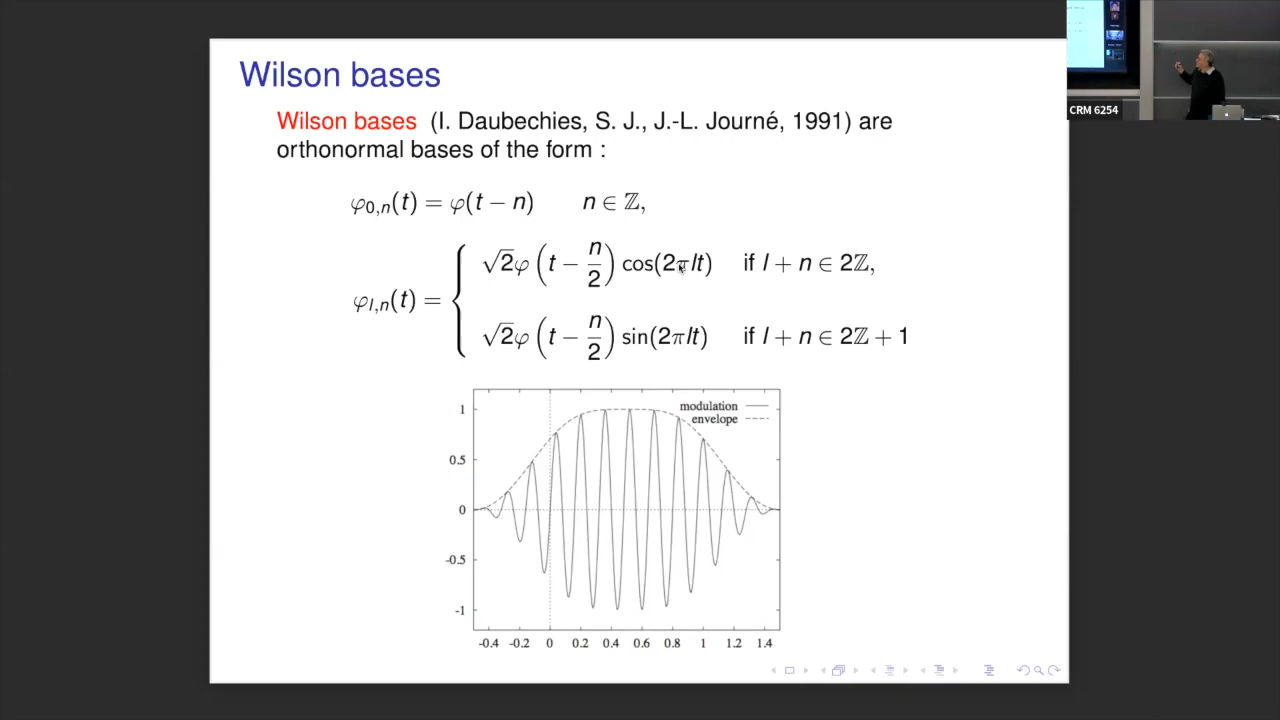 Wilson bases
Wilson bases (I. Daubechies, S. J., J.-L. Journé, 1991) are
orthonormal bases of the form :
φ₀,ₙ(t) = φ(t − n) n ∈ ℤ,
φₗ,ₙ(t) = { √2φ (t − n/2) cos(2πlt) if l + n ∈ 2ℤ,
√2φ (t − n/2) sin(2πlt) if l + n ∈ 2ℤ + 1
modulation
envelope
1
0.5
0
-0.5
-1
-0.4 -0.2 0 0.2 0.4 0.6 0.8 1 1.2 1.4
CRM 6254